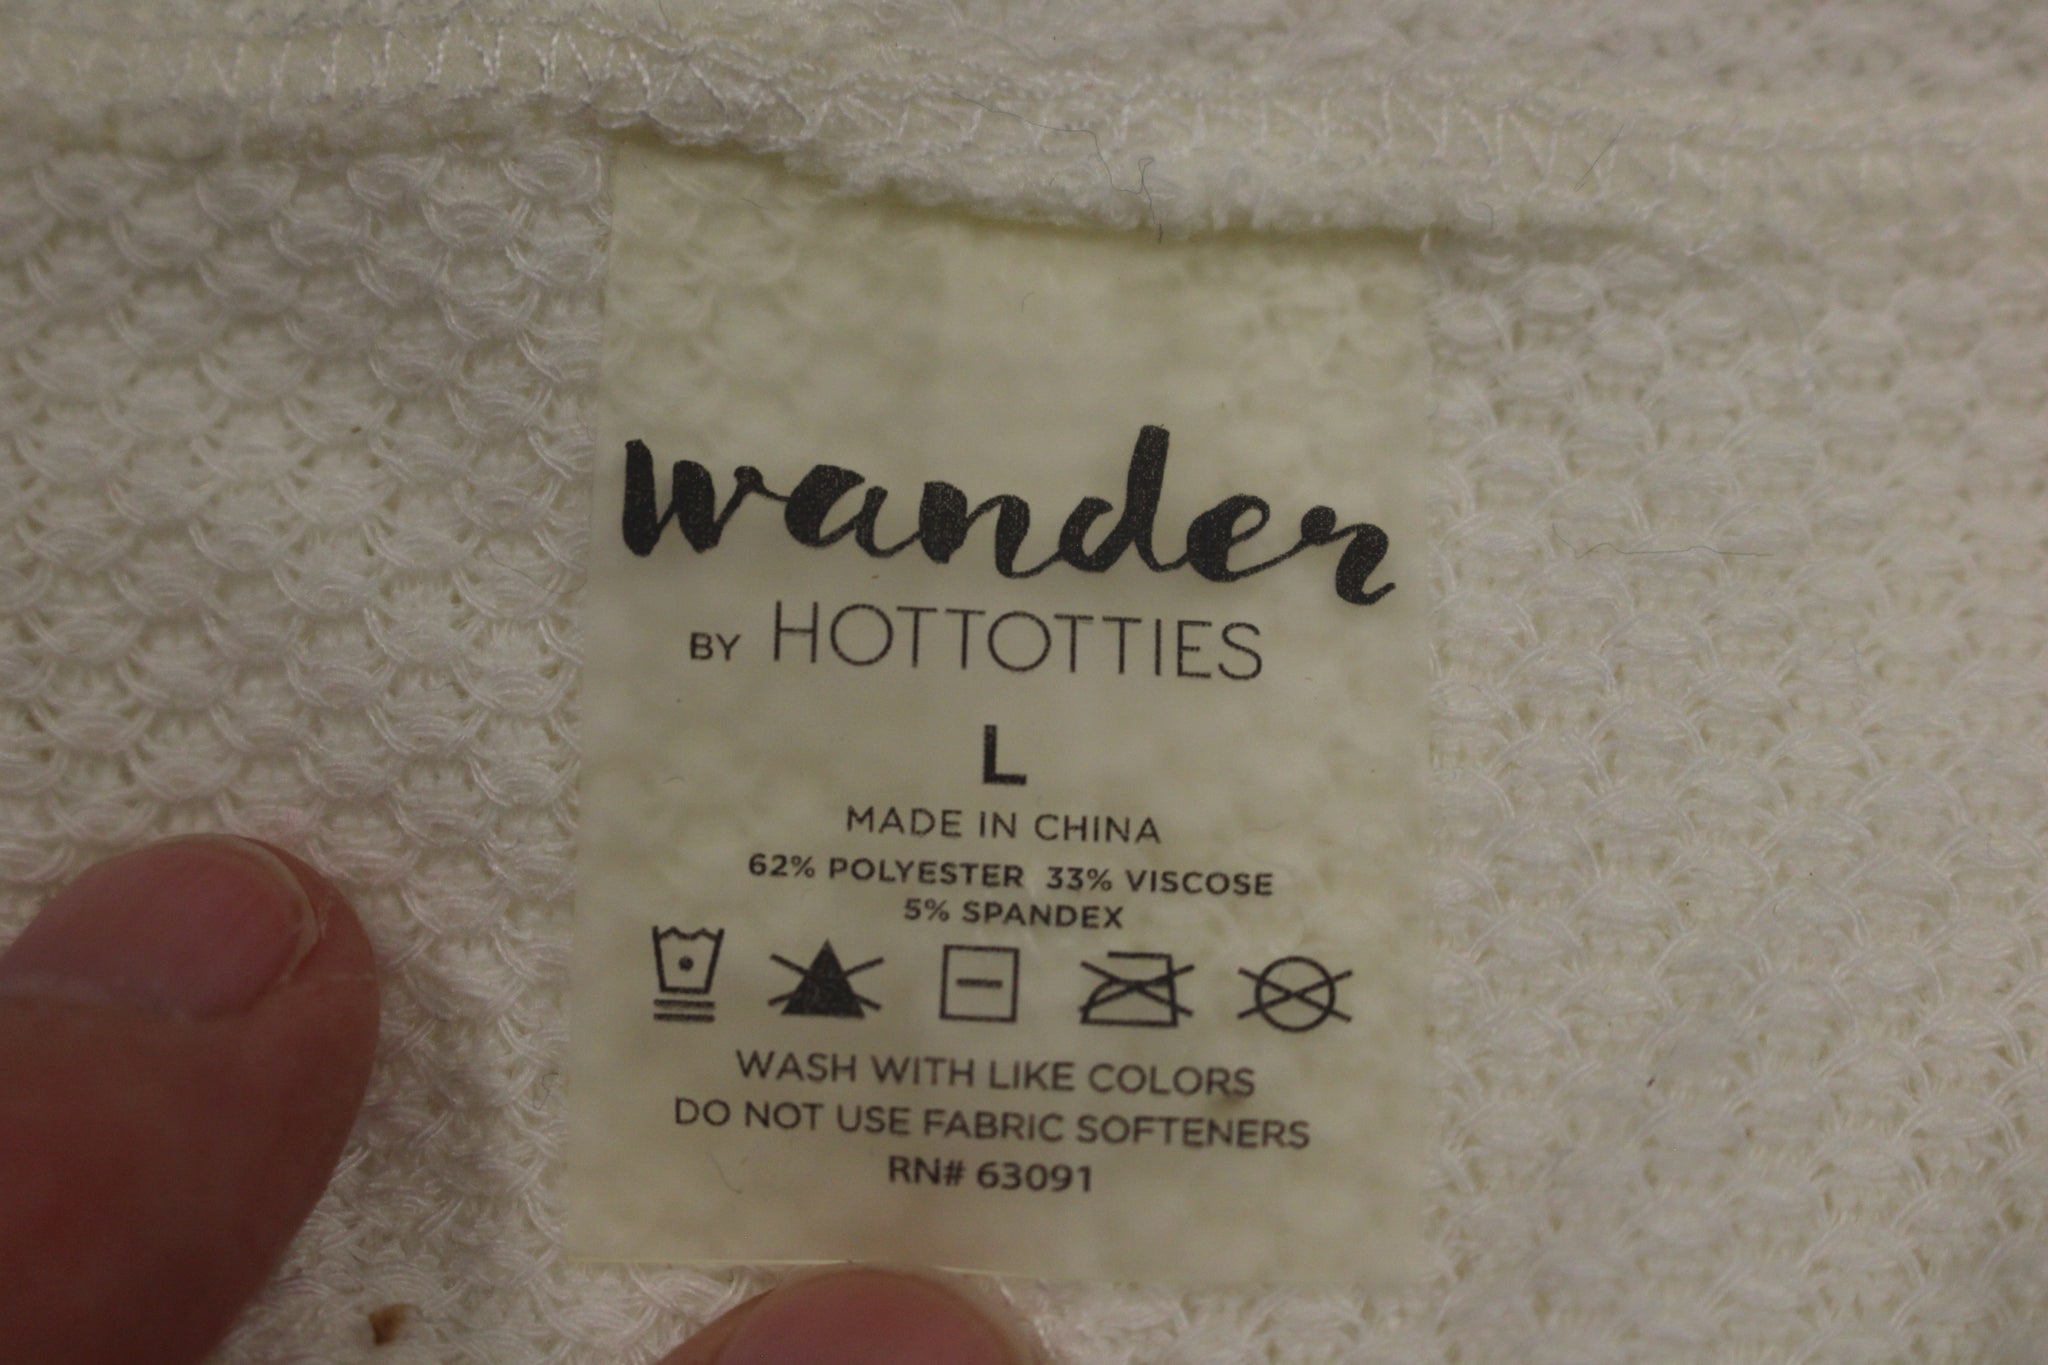 wander
BY HOTTOTTIES
L
MADE IN CHINA
62% POLYESTER 33% VISCOSE
5% SPANDEX
WASH WITH LIKE COLORS
DO NOT USE FABRIC SOFTENERS
RN# 63091